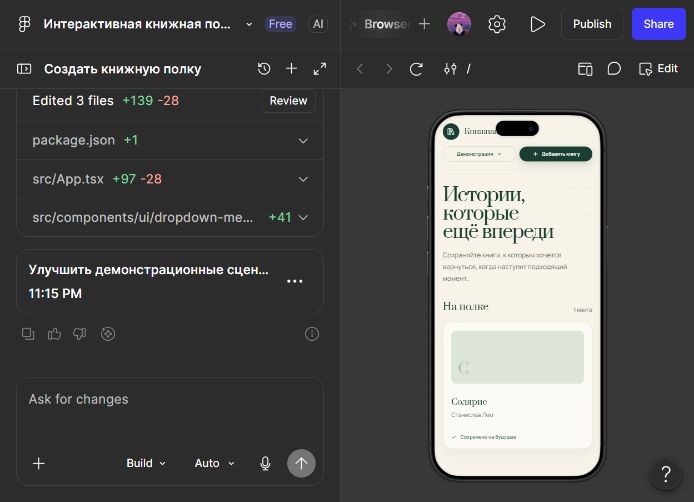 Интерактивная книжная по...
Free
AI
Browse
Publish
Share
Создать книжную полку
/
Edit
Edited 3 files +139 -28
Review
package.json +1
src/App.tsx +97 -28
src/components/ui/dropdown-me... +41
Улучшить демонстрационные сцен...
11:15 PM
Ask for changes
Build
Auto
Демонстрация
+ Добавить книгу
Истории,
которые
ещё впереди
Сохраняйте книги, к которым хочется
вернуться, когда наступит подходящий
момент.
На полке
1 книга
С
Солярис
Станислав Лем
Сохранено на будущее
?